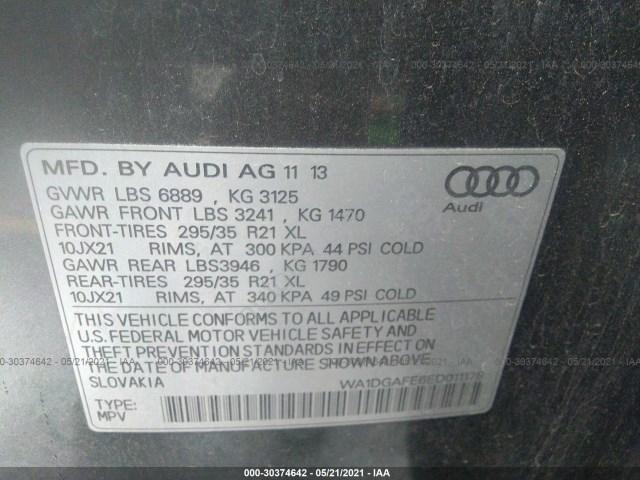 MFD. BY AUDI AG 11 13
GVWR LBS 6889 , KG 3125
GAWR FRONT LBS 3241 , KG 1470
FRONT-TIRES 295/35 R21 XL
10JX21 RIMS, AT 300 KPA 44 PSI COLD
GAWR REAR LBS3946 , KG 1790
REAR-TIRES 295/35 R21 XL
10JX21 RIMS, AT 340 KPA 49 PSI COLD
Audi
THIS VEHICLE CONFORMS TO ALL APPLICABLE
U.S.FEDERAL MOTOR VEHICLE SAFETY AND
THEFT PREVENTION STANDARDS IN EFFECT ON
THE DATE OF MANUFACTURE SHOWN ABOVE.
SLOVAKIA
TYPE:
MPV
000-30374642 - 05/21/2021 - IAA